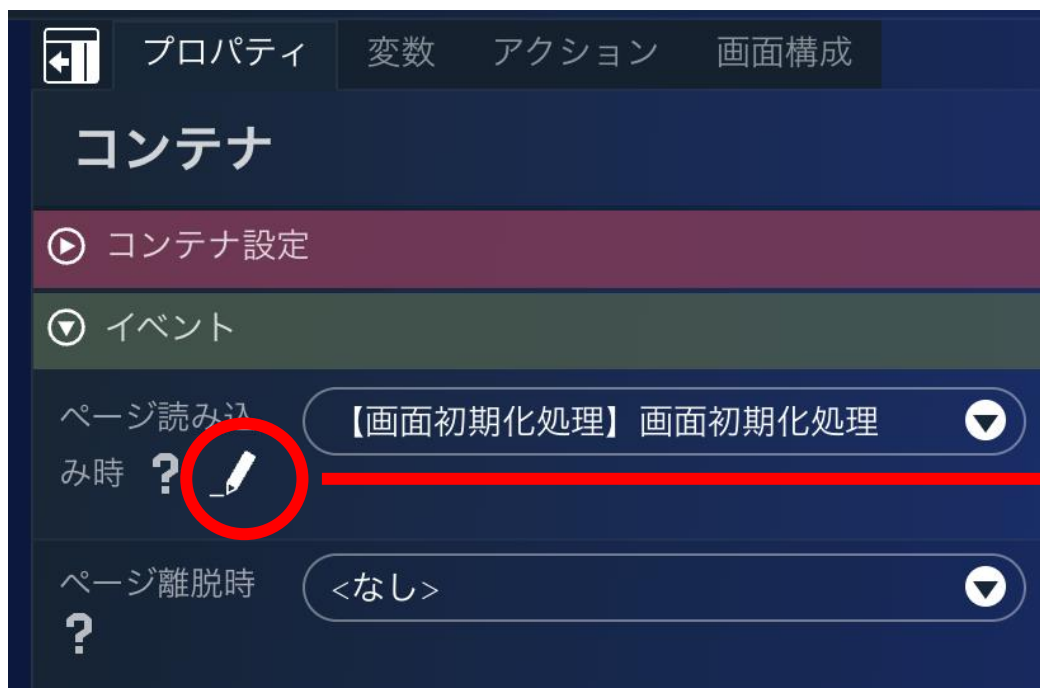 プロパティ 変数 アクション 画面構成
コンテナ
コンテナ設定
イベント
ページ読み込
み時 ?
【画面初期化処理】画面初期化処理
ページ離脱時
?
<なし>